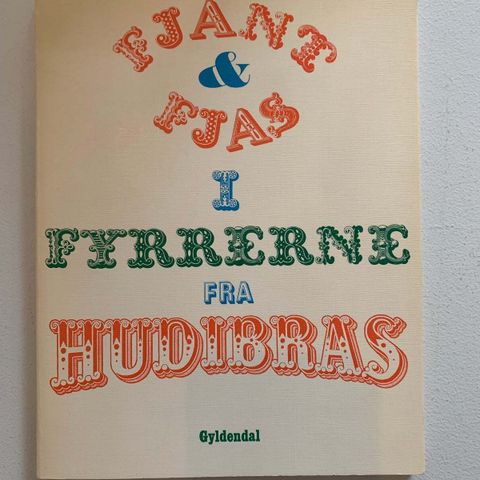 FJANT
&
FJAS
I
FYRRERNE
FRA
HUDIBRAS
Gyldendal